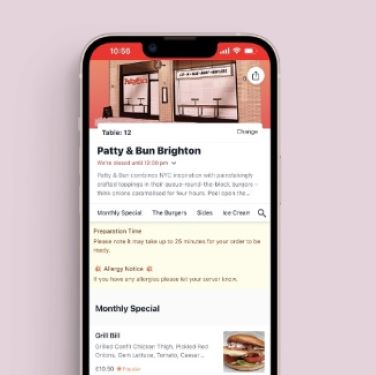 10:56
Table: 12
Change
Patty & Bun Brighton
We're closed until 12:00 pm
Patty & Bun combines NYC inspiration with painstakingly
crafted toppings in their queue-round-the-block burgers -
think onions caramelised for four hours. Peel open the...
Monthly Special The Burgers Sides Ice Cream
Preparation Time
Please note it may take up to 25 minutes for your order to be
ready.
Allergy Notice
If you have any allergies please let your server know.
Monthly Special
Grill Bill
Grilled Confit Chicken Thigh, Pickled Red
Onions, Gem Lettuce, Tomato, Caesar...
£10.50 Popular